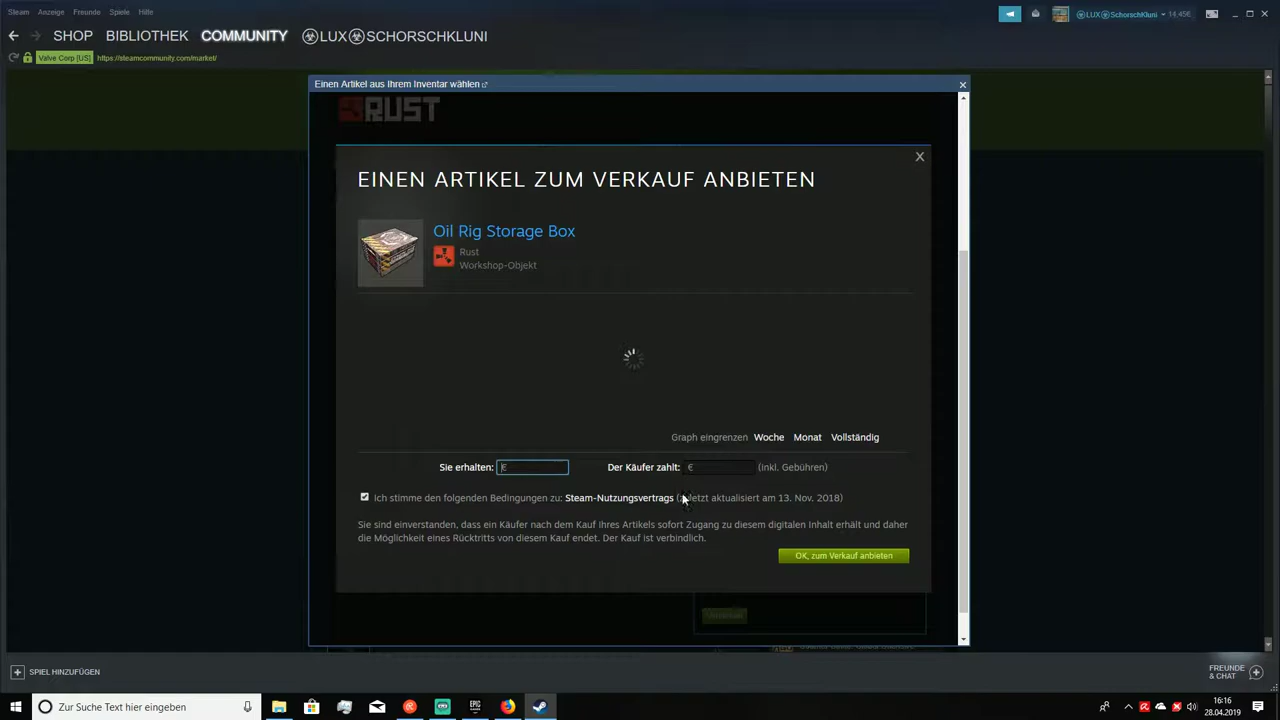 Steam Anzeige Freunde Spiele Hilfe
LUX SCHORSCHKLUNI 14,45€
SHOP BIBLIOTHEK COMMUNITY LUX SCHORSCHKLUNI
Valve Corp [US] https://steamcommunity.com/market/
Einen Artikel aus Ihrem Inventar wählen
RUST
X
EINEN ARTIKEL ZUM VERKAUF ANBIETEN
Oil Rig Storage Box
Rust
Workshop-Objekt
Graph eingrenzen Woche Monat Vollständig
Sie erhalten: € Der Käufer zahlt: € (inkl. Gebühren)
Ich stimme den folgenden Bedingungen zu: Steam-Nutzungsvertrags (zuletzt aktualisiert am 13. Nov. 2018)
Sie sind einverstanden, dass ein Käufer nach dem Kauf Ihres Artikels sofort Zugang zu diesem digitalen Inhalt erhält und daher
die Möglichkeit eines Rücktritts von diesem Kauf endet. Der Kauf ist verbindlich.
OK, zum Verkauf anbieten
SPIEL HINZUFÜGEN
FREUNDE
& CHAT
Zur Suche Text hier eingeben
EPIC
16:16
28.04.2019